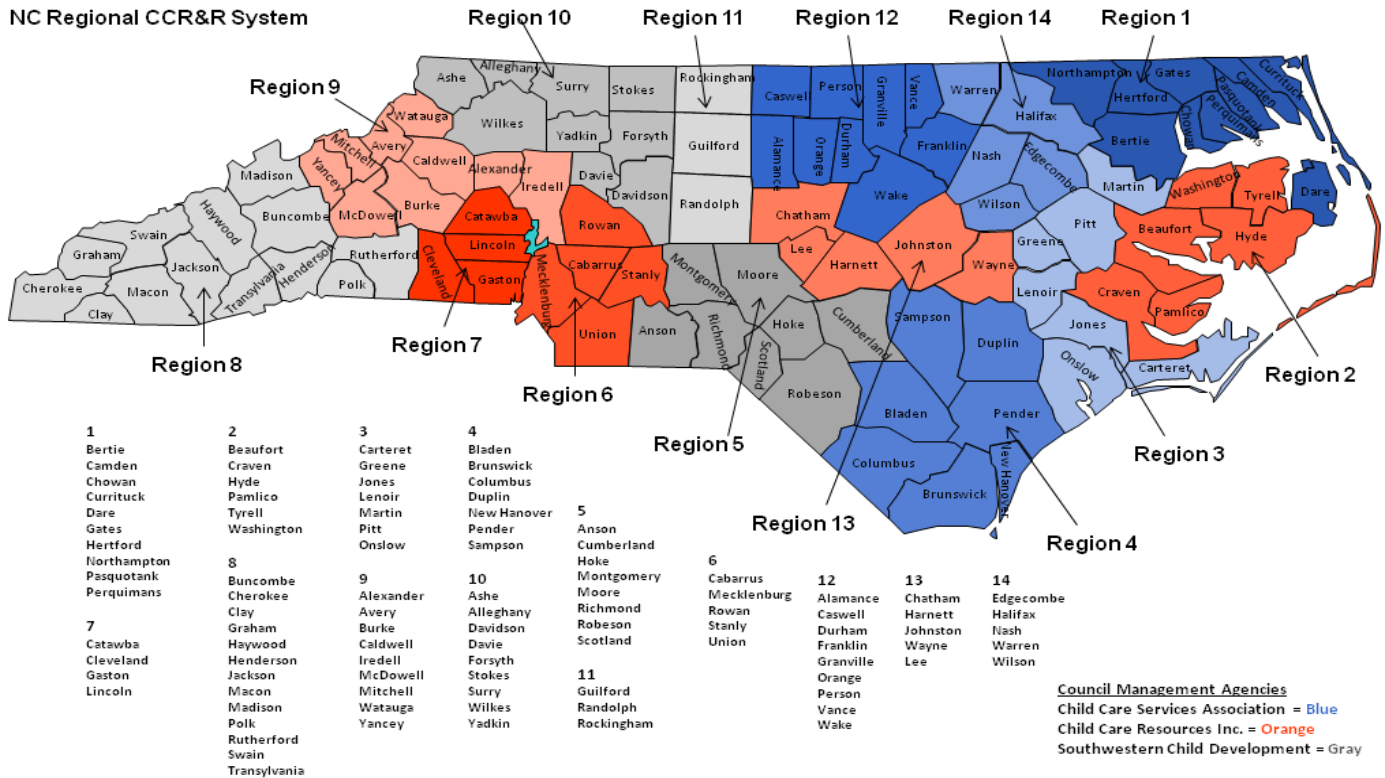 NC Regional CCR&R System
Region 10
Region 11
Region 12
Region 14
Region 1
Region 9
Region 8
Region 7
Region 6
Region 5
Region 13
Region 4
Region 3
Region 2
Ashe
Alleghany
Surry
Stokes
Rockingham
Caswell
Person
Granville
Vance
Warren
Northampton
Gates
Hertford
Halifax
Currituck
Camden
Pasquotank
Perquimans
Chowan
Bertie
Watauga
Wilkes
Yadkin
Forsyth
Guilford
Alamance
Orange
Durham
Franklin
Nash
Edgecombe
Martin
Washington
Tyrell
Dare
Mitchell
Avery
Caldwell
Alexander
Iredell
Davie
Davidson
Randolph
Wake
Wilson
Pitt
Beaufort
Hyde
Madison
Yancey
McDowell
Burke
Catawba
Rowan
Chatham
Lee
Harnett
Johnston
Wayne
Greene
Lenoir
Craven
Pamlico
Haywood
Buncombe
Swain
Graham
Jackson
Cherokee
Macon
Clay
Transylvania
Henderson
Polk
Rutherford
Cleveland
Lincoln
Gaston
Mecklenburg
Cabarrus
Stanly
Union
Montgomery
Moore
Anson
Richmond
Scotland
Hoke
Cumberland
Robeson
Sampson
Duplin
Jones
Onslow
Carteret
Bladen
Pender
Columbus
Brunswick
New Hanover
1
Bertie
Camden
Chowan
Currituck
Dare
Gates
Hertford
Northampton
Pasquotank
Perquimans
2
Beaufort
Craven
Hyde
Pamlico
Tyrell
Washington
3
Carteret
Greene
Jones
Lenoir
Martin
Pitt
Onslow
4
Bladen
Brunswick
Columbus
Duplin
New Hanover
Pender
Sampson
5
Anson
Cumberland
Hoke
Montgomery
Moore
Richmond
Robeson
Scotland
6
Cabarrus
Mecklenburg
Rowan
Stanly
Union
7
Catawba
Cleveland
Gaston
Lincoln
8
Buncombe
Cherokee
Clay
Graham
Haywood
Henderson
Jackson
Macon
Madison
Polk
Rutherford
Swain
Transylvania
9
Alexander
Avery
Burke
Caldwell
Iredell
McDowell
Mitchell
Watauga
Yancey
10
Ashe
Alleghany
Davidson
Davie
Forsyth
Stokes
Surry
Wilkes
Yadkin
11
Guilford
Randolph
Rockingham
12
Alamance
Caswell
Durham
Franklin
Granville
Orange
Person
Vance
Wake
13
Chatham
Harnett
Johnston
Wayne
Lee
14
Edgecombe
Halifax
Nash
Warren
Wilson
Council Management Agencies
Child Care Services Association = Blue
Child Care Resources Inc. = Orange
Southwestern Child Development = Gray